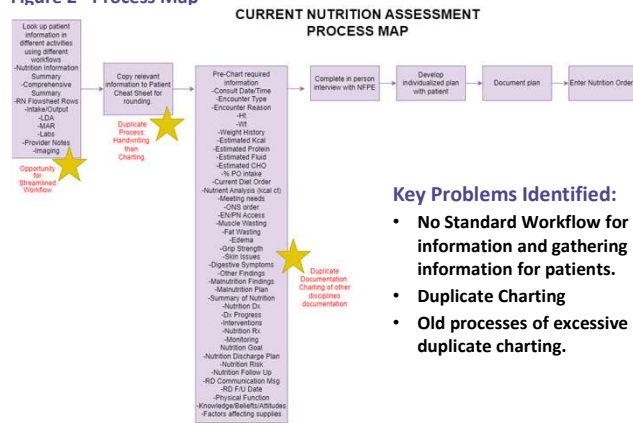 Figure 2 - Process Map
CURRENT NUTRITION ASSESSMENT
PROCESS MAP
Look up patient
information in
different activities
using different
workflows
-Nutrition Information
Summary
-Comprehensive
Summary
-RN Flowsheet Rows
-Intake/Output
-LDA
-MAR
-Labs
-Provider Notes
-Imaging
Opportunity
for
Streamlined
Workflow
Copy relevant
information to Patient
Cheat Sheet for
rounding.
Duplicate
Process:
Handwriting
then
Charting.
Pre-Chart required
information
-Consult Date/Time
-Encounter Type
-Encounter Reason
-Ht
-Wt
-Weight History
-Estimated Kcal
-Estimated Protein
-Estimated Fluid
-Estimated CHO
-% PO intake
-Current Diet Order
-Nutrient Analysis (kcal ct)
-Meeting needs
-ONS order
-EN/PN Access
-Muscle Wasting
-Fat Wasting
-Edema
-Grip Strength
-Skin Issues
-Digestive Symptoms
-Other Findings
-Malnutrition Findings
-Malnutrition Plan
-Summary of Nutrition
-Nutrition Dx
-Dx Progress
-Interventions
-Nutrition Rx
-Monitoring
Nutrition Goal
-Nutrition Discharge Plan
-Nutrition Risk
-Nutrition Follow Up
-RD Communication Msg
-RD F/U Date
-Physical Function
-Knowledge/Beliefs/Attitudes
-Factors affecting supplies
Duplicate
Documentation
Charting of other
disciplines
documentation
Complete in person
interview with NFPE
Develop
individualized plan
with patient
Document plan
Enter Nutrition Order
Key Problems Identified:
• No Standard Workflow for
information and gathering
information for patients.
• Duplicate Charting
• Old processes of excessive
duplicate charting.